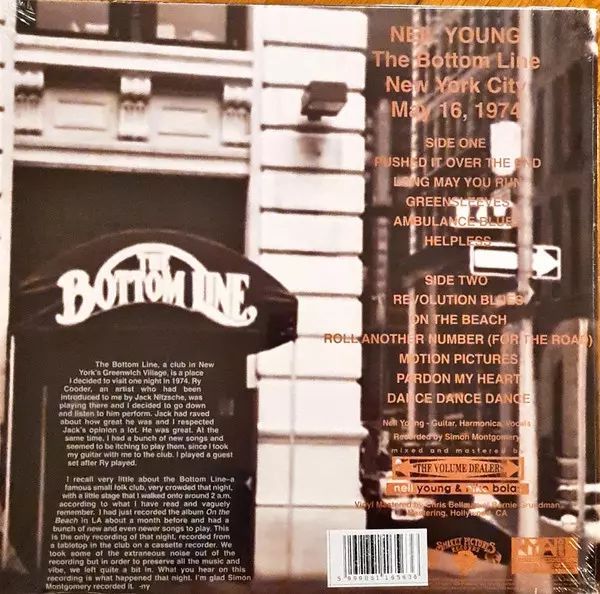 NEIL YOUNG
The Bottom Line
New York City
May 16, 1974
SIDE ONE
PUSHED IT OVER THE END
LONG MAY YOU RUN
GREENSLEEVES
AMBULANCE BLUES
HELPLESS
SIDE TWO
REVOLUTION BLUES
ON THE BEACH
ROLL ANOTHER NUMBER (FOR THE ROAD)
MOTION PICTURES
PARDON MY HEART
DANCE DANCE DANCE
Neil Young - Guitar, Harmonica, Vocals
Recorded by Simon Montgomery
mixed and mastered by
"THE VOLUME DEALERS"
neil young & niko bolas
Vinyl Mastered by Chris Bellman, Bernie Grundman
Mastering, Hollywood, CA
THE
BOTTOM LINE
The Bottom Line, a club in New
York's Greenwich Village, is a place
I decided to visit one night in 1974. Ry
Cooder, an artist who had been
introduced to me by Jack Nitzsche, was
playing there and I decided to go down
and listen to him perform. Jack had raved
about how great he was and I respected
Jack's opinion a lot. He was great. At the
same time, I had a bunch of new songs and
seemed to be itching to play them, since I took
my guitar with me to the club. I played a guest
set after Ry played.
I recall very little about the Bottom Line–a
famous small folk club, very crowded that night,
with a little stage that I walked onto around 2 a.m.
according to what I have read and vaguely
remember. I had just recorded the album On the
Beach in LA about a month before and had a
bunch of new and even newer songs to play. This
is the only recording of that night, recorded from
a tabletop in the club on a cassette recorder. We
took some of the extraneous noise out of the
recording but in order to preserve all the music and
vibe, we left quite a bit in. What you hear on this
recording is what happened that night. I'm glad Simon
Montgomery recorded it. -ny
SMOKEY PICTURES